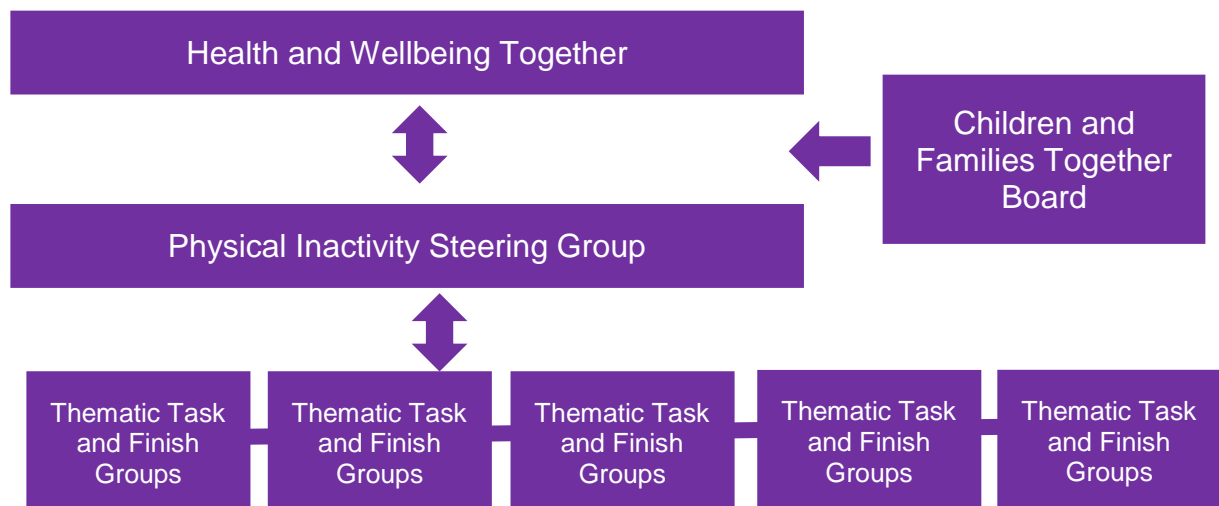 Health and Wellbeing Together
Children and
Families Together
Board
Physical Inactivity Steering Group
Thematic Task
and Finish
Groups
Thematic Task
and Finish
Groups
Thematic Task
and Finish
Groups
Thematic Task
and Finish
Groups
Thematic Task
and Finish
Groups